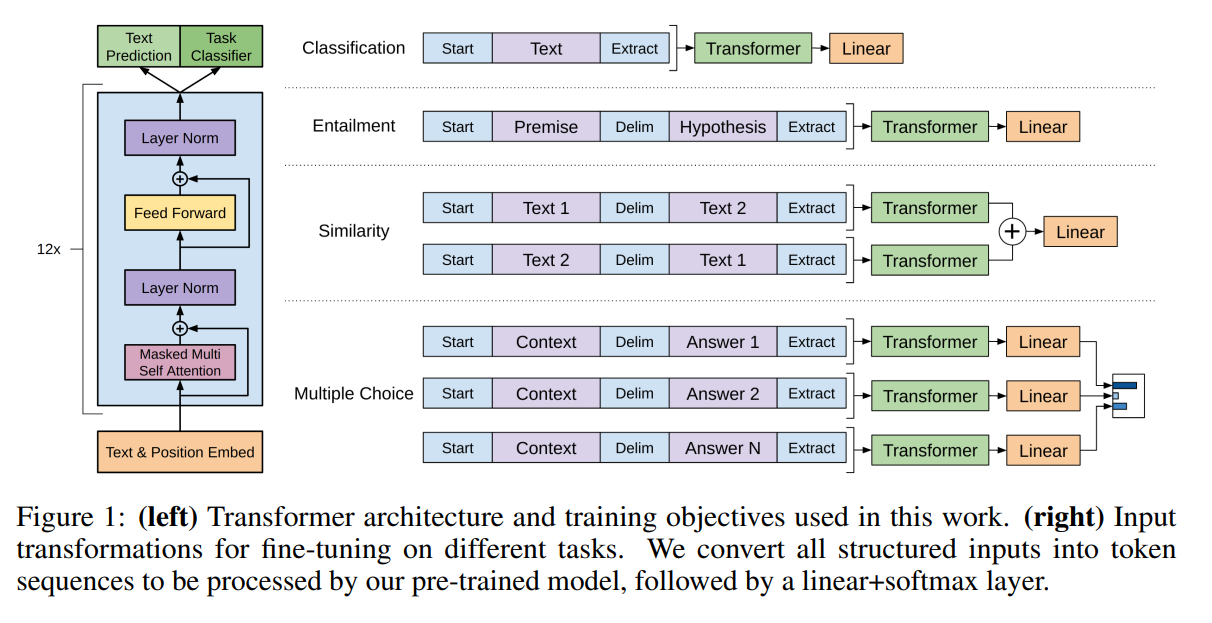 Text
Prediction
Task
Classifier
Layer Norm
Feed Forward
12x
Layer Norm
Masked Multi
Self Attention
Text & Position Embed
Classification Start Text Extract Transformer Linear
Entailment Start Premise Delim Hypothesis Extract Transformer Linear
Similarity
Start Text 1 Delim Text 2 Extract Transformer
Start Text 2 Delim Text 1 Extract Transformer
Linear
Multiple Choice
Start Context Delim Answer 1 Extract Transformer Linear
Start Context Delim Answer 2 Extract Transformer Linear
Start Context Delim Answer N Extract Transformer Linear
Figure 1: (left) Transformer architecture and training objectives used in this work. (right) Input
transformations for fine-tuning on different tasks. We convert all structured inputs into token
sequences to be processed by our pre-trained model, followed by a linear+softmax layer.